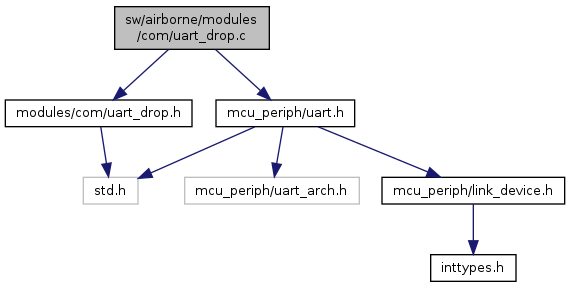 sw/airborne/modules
/com/uart_drop.c
modules/com/uart_drop.h
mcu_periph/uart.h
std.h
mcu_periph/uart_arch.h
mcu_periph/link_device.h
inttypes.h